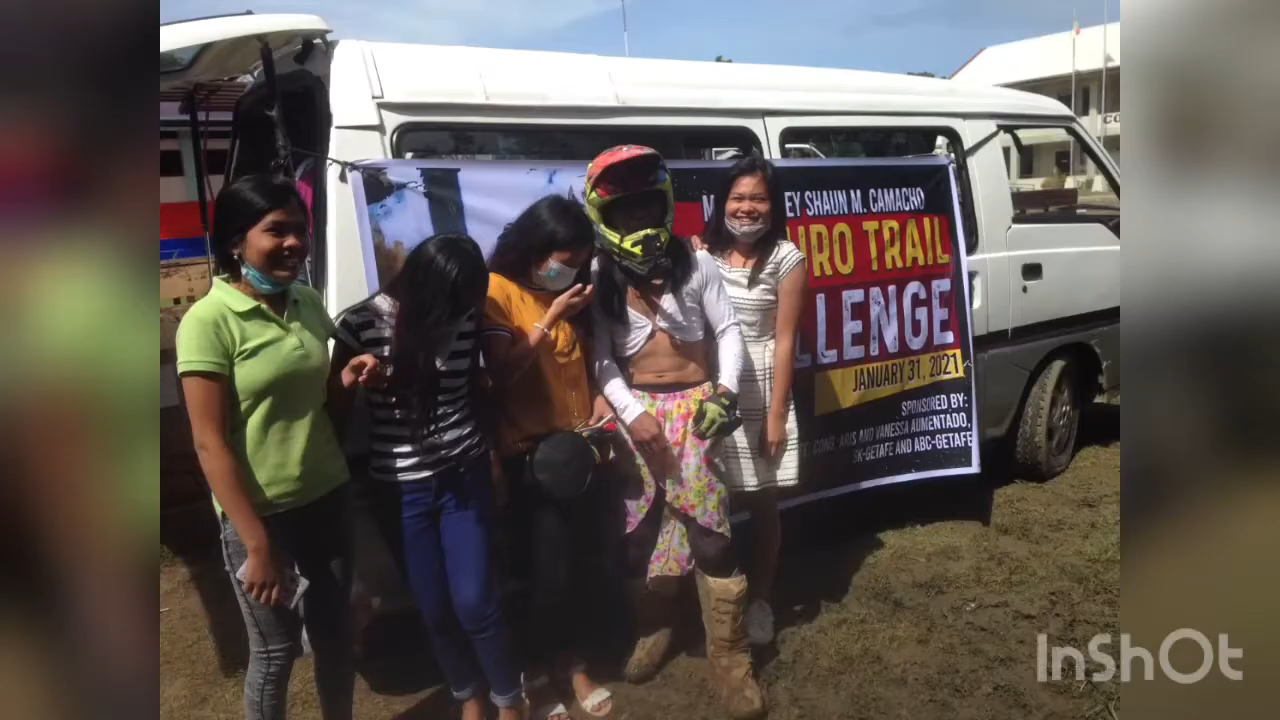 EY SHAUN M. CAMACHO
URO TRAIL
LLENGE
JANUARY 31, 2021
SPONSORED BY:
AND VANESSA AUMENTADO,
SK-GETAFE AND ABC-GETAFE
CO
InShOt